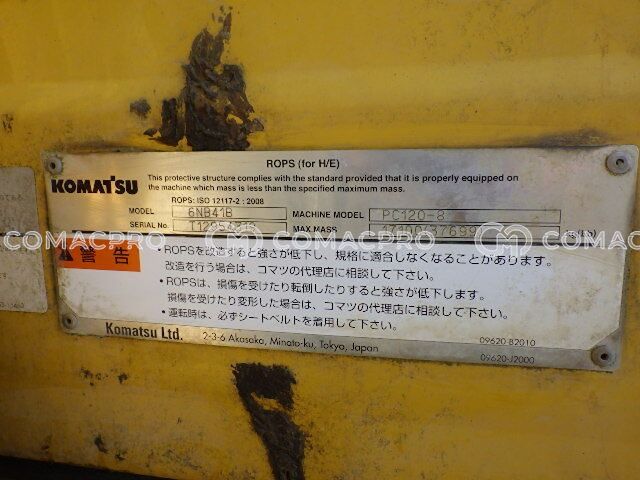 ROPS (for H/E)
KOMATSU
This protective structure complies with the standard provided that it is properly equipped on
the machine which mass is less than the specified maximum mass.
ROPS: ISO 12117-2 : 2008
MODEL 6NB41B MACHINE MODEL PC120-8
SERIAL No. MAX.MASS
警告
・ROPSを改造すると強さが低下し、規格に適合しなくなることがあります。
改造を行う場合は、コマツの代理店に相談して下さい。
・ROPSは、損傷を受けたり転倒したりすると強さが低下します。
損傷を受けたり変形した場合は、コマツの代理店に相談して下さい。
・運転時は、必ずシートベルトを着用して下さい。
Komatsu Ltd. 2-3-6 Akasaka, Minato-ku, Tokyo, Japan
09620-B2010
09620-J2000
COMACPRO COMACPRO COMACPRO
COMACPRO COMACPRO COMACPRO